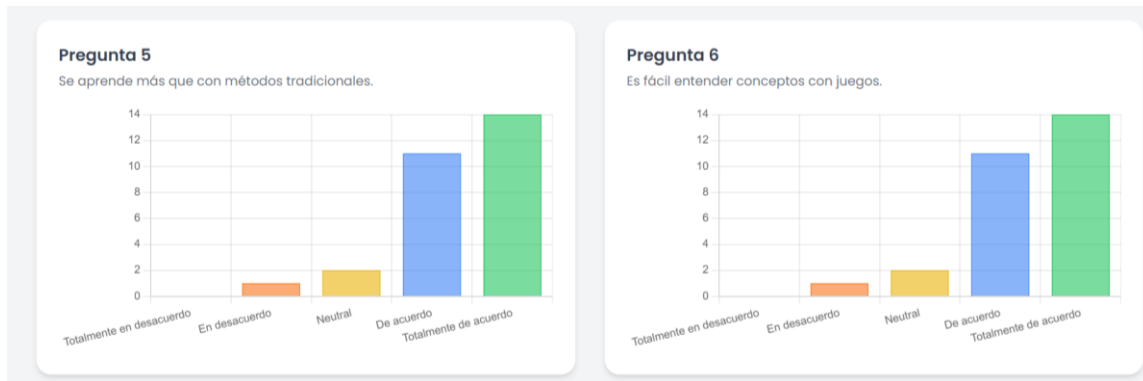 Pregunta 5
Se aprende más que con métodos tradicionales.
14
12
10
8
6
4
2
0
Totalmente en desacuerdo
En desacuerdo
Neutral
De acuerdo
Totalmente de acuerdo
Pregunta 6
Es fácil entender conceptos con juegos.
14
12
10
8
6
4
2
0
Totalmente en desacuerdo
En desacuerdo
Neutral
De acuerdo
Totalmente de acuerdo